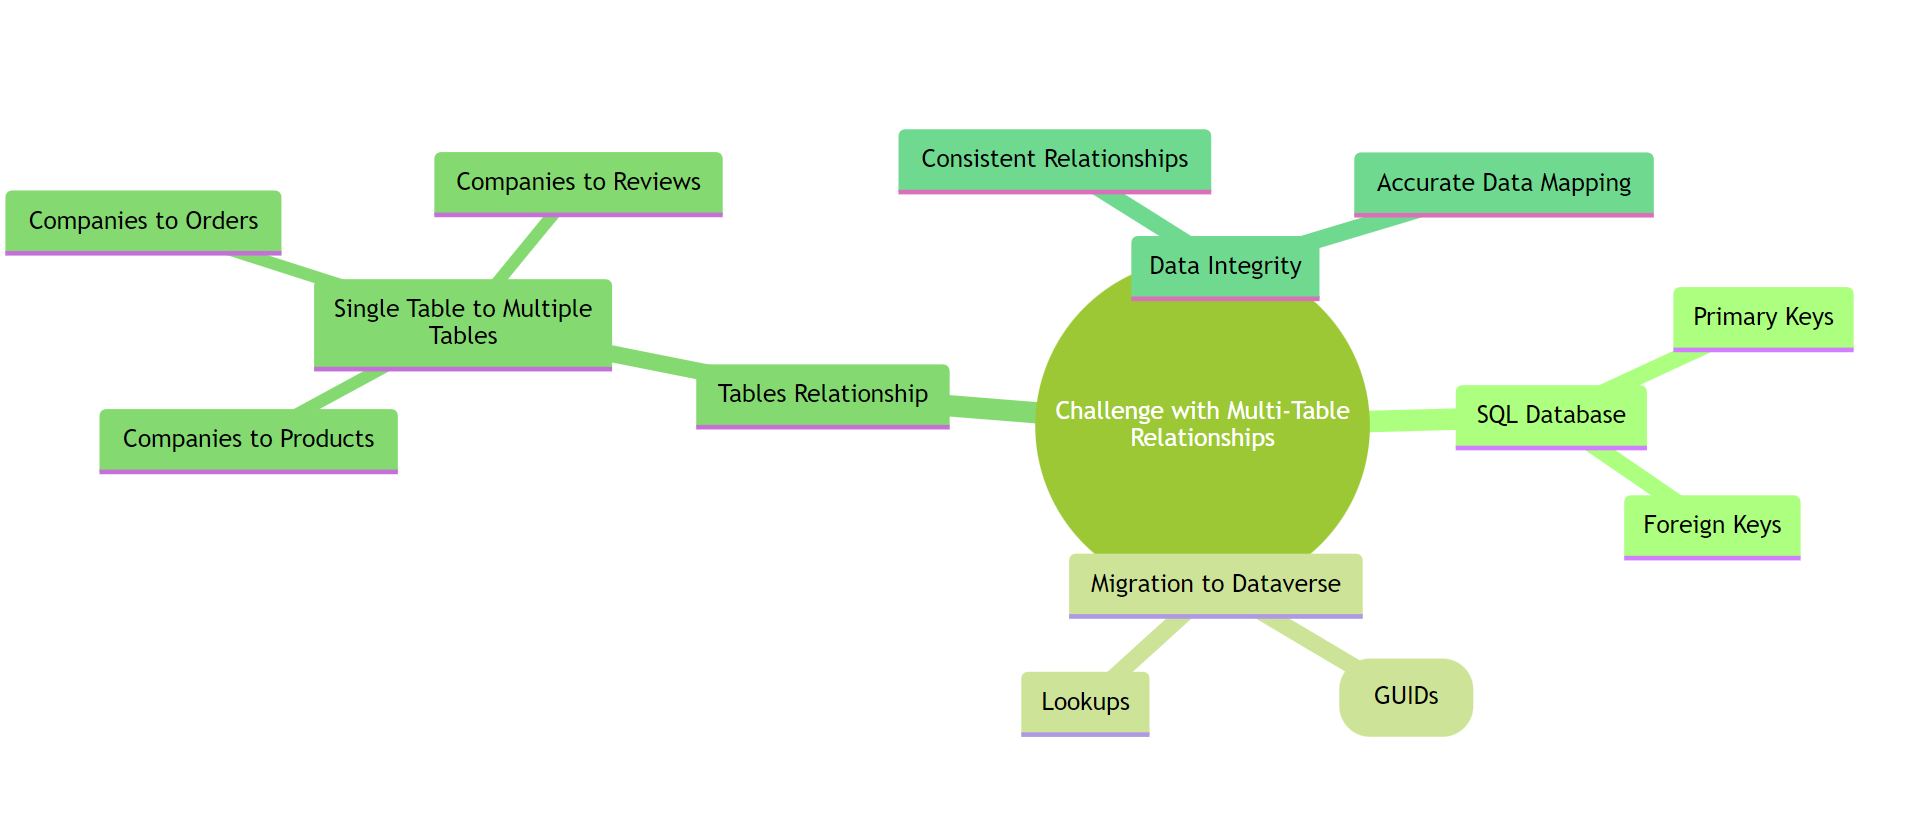 Consistent Relationships
Accurate Data Mapping
Companies to Reviews
Companies to Orders
Data Integrity
Single Table to Multiple
Tables
Primary Keys
Tables Relationship
Challenge with Multi-Table
Relationships
SQL Database
Companies to Products
Foreign Keys
Migration to Dataverse
Lookups
GUIDs